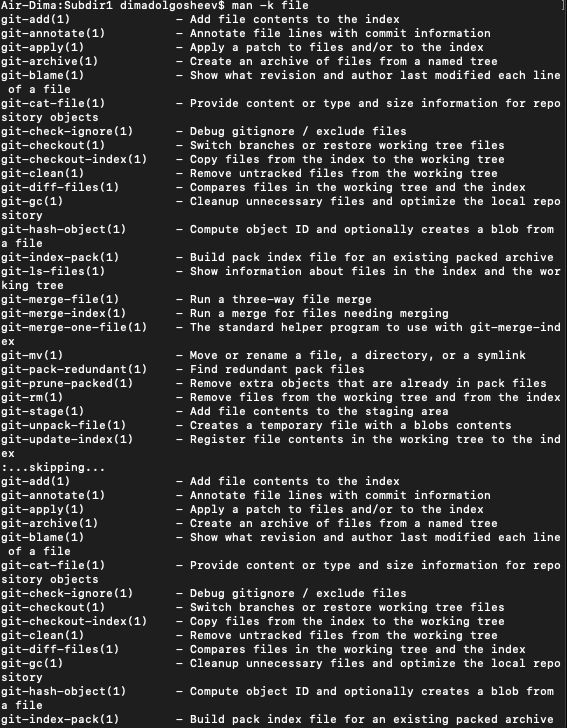 Air-Dima:Subdir1 dimadolgosheev$ man -k file ]
git-add(1) - Add file contents to the index
git-annotate(1) - Annotate file lines with commit information
git-apply(1) - Apply a patch to files and/or to the index
git-archive(1) - Create an archive of files from a named tree
git-blame(1) - Show what revision and author last modified each line
 of a file
git-cat-file(1) - Provide content or type and size information for repo
sitory objects
git-check-ignore(1) - Debug gitignore / exclude files
git-checkout(1) - Switch branches or restore working tree files
git-checkout-index(1) - Copy files from the index to the working tree
git-clean(1) - Remove untracked files from the working tree
git-diff-files(1) - Compares files in the working tree and the index
git-gc(1) - Cleanup unnecessary files and optimize the local repo
sitory
git-hash-object(1) - Compute object ID and optionally creates a blob from
a file
git-index-pack(1) - Build pack index file for an existing packed archive
git-ls-files(1) - Show information about files in the index and the wor
king tree
git-merge-file(1) - Run a three-way file merge
git-merge-index(1) - Run a merge for files needing merging
git-merge-one-file(1) - The standard helper program to use with git-merge-ind
ex
git-mv(1) - Move or rename a file, a directory, or a symlink
git-pack-redundant(1) - Find redundant pack files
git-prune-packed(1) - Remove extra objects that are already in pack files
git-rm(1) - Remove files from the working tree and from the index
git-stage(1) - Add file contents to the staging area
git-unpack-file(1) - Creates a temporary file with a blobs contents
git-update-index(1) - Register file contents in the working tree to the ind
ex
:...skipping...
git-add(1) - Add file contents to the index
git-annotate(1) - Annotate file lines with commit information
git-apply(1) - Apply a patch to files and/or to the index
git-archive(1) - Create an archive of files from a named tree
git-blame(1) - Show what revision and author last modified each line
 of a file
git-cat-file(1) - Provide content or type and size information for repo
sitory objects
git-check-ignore(1) - Debug gitignore / exclude files
git-checkout(1) - Switch branches or restore working tree files
git-checkout-index(1) - Copy files from the index to the working tree
git-clean(1) - Remove untracked files from the working tree
git-diff-files(1) - Compares files in the working tree and the index
git-gc(1) - Cleanup unnecessary files and optimize the local repo
sitory
git-hash-object(1) - Compute object ID and optionally creates a blob from
a file
git-index-pack(1) - Build pack index file for an existing packed archive